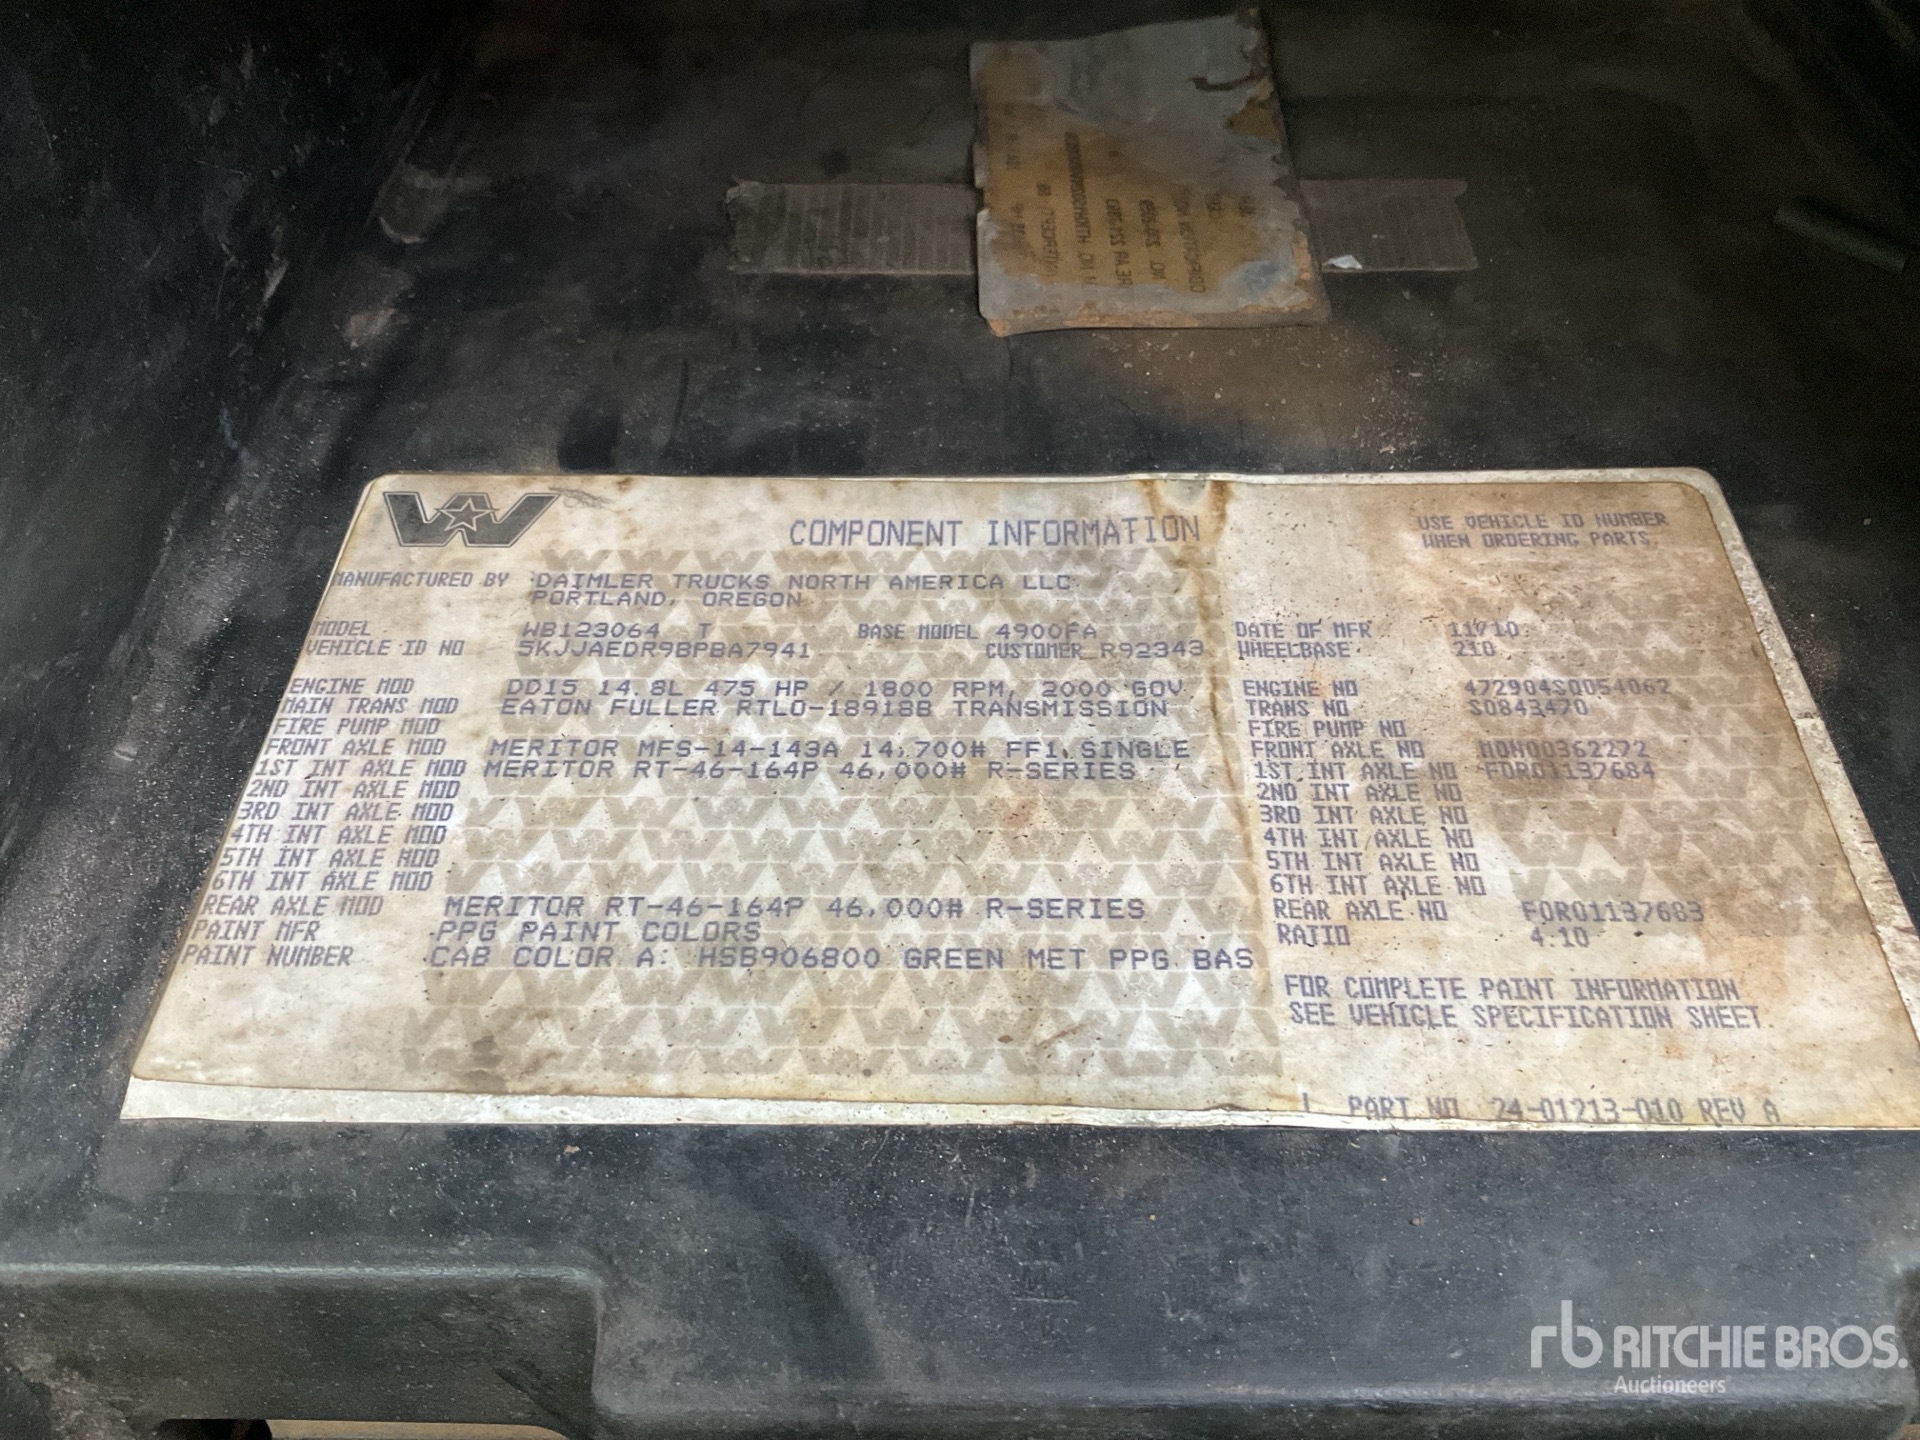 COMPONENT INFORMATION
USE VEHICLE ID NUMBER
WHEN ORDERING PARTS.
MANUFACTURED BY DAIMLER TRUCKS NORTH AMERICA LLC
PORTLAND, OREGON
MODEL WB123064 T BASE MODEL 4900FA DATE OF MFR 11/10
VEHICLE ID NO 5KJJAEDR9BPBA7941 CUSTOMER R92343 WHEELBASE 210
ENGINE MOD DD15 14.8L 475 HP / 1800 RPM, 2000 GOV ENGINE NO 472904S0054062
MAIN TRANS MOD EATON FULLER RTLO-18918B TRANSMISSION TRANS NO S0843470
FIRE PUMP MOD FIRE PUMP NO
FRONT AXLE MOD MERITOR MFS-14-143A 14,700# FF1 SINGLE FRONT AXLE NO
1ST INT AXLE MOD MERITOR RT-46-164P 46,000# R-SERIES 1ST INT AXLE NO FOR01137684
2ND INT AXLE MOD 2ND INT AXLE NO
3RD INT AXLE MOD 3RD INT AXLE NO
4TH INT AXLE MOD 4TH INT AXLE NO
5TH INT AXLE MOD 5TH INT AXLE NO
6TH INT AXLE MOD 6TH INT AXLE NO
REAR AXLE MOD MERITOR RT-46-164P 46,000# R-SERIES REAR AXLE NO FOR01137683
PAINT MFR PPG PAINT COLORS RATIO 4.10
PAINT NUMBER CAB COLOR A: HSB906800 GREEN MET PPG BAS
FOR COMPLETE PAINT INFORMATION
SEE VEHICLE SPECIFICATION SHEET.
PART NO 24-01213-010 REV A
rb RITCHIE BROS.
Auctioneers